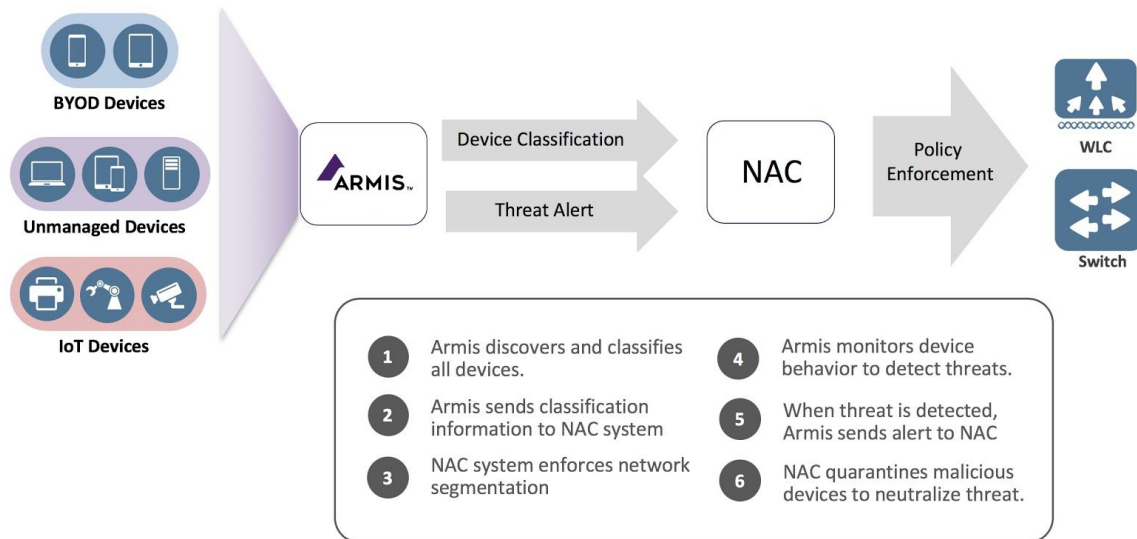 BYOD Devices
Unmanaged Devices
IoT Devices
ARMIS™
Device Classification
Threat Alert
NAC
Policy
Enforcement
WLC
Switch
1
Armis discovers and classifies
all devices.
2
Armis sends classification
information to NAC system
3
NAC system enforces network
segmentation
4
Armis monitors device
behavior to detect threats.
5
When threat is detected,
Armis sends alert to NAC
6
NAC quarantines malicious
devices to neutralize threat.